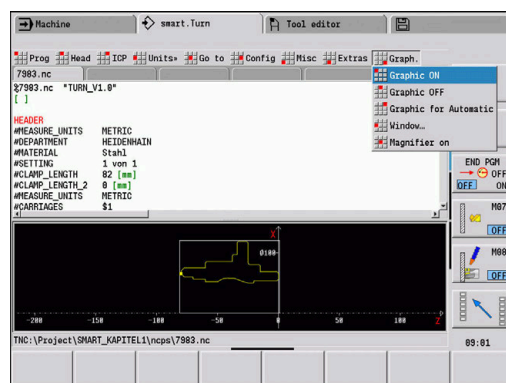 Machine
smart.Turn
Tool editor
Prog Head ICP Units» Go to Config Misc Extras Graph.
7983.nc
%7983.nc "TURN_V1.0"
[ ]
HEADER
#MEASURE_UNITS METRIC
#DEPARTMENT HEIDENHAIN
#MATERIAL Stahl
#SETTING 1 von 1
#CLAMP_LENGTH 82 [mm]
#CLAMP_LENGTH_2 0 [mm]
#MEASURE_UNITS METRIC
#CARRIAGES $1
Graphic ON
Graphic OFF
Graphic for Automatic
Window…
Magnifier on
END PGM
OFF
OFF ON
M07
OFF
M08
OFF
X
Ø100
-200 -150 -100 -50 0 50 100 Z
TNC:\Project\SMART_KAPITEL1\ncps\7983.nc
09:01